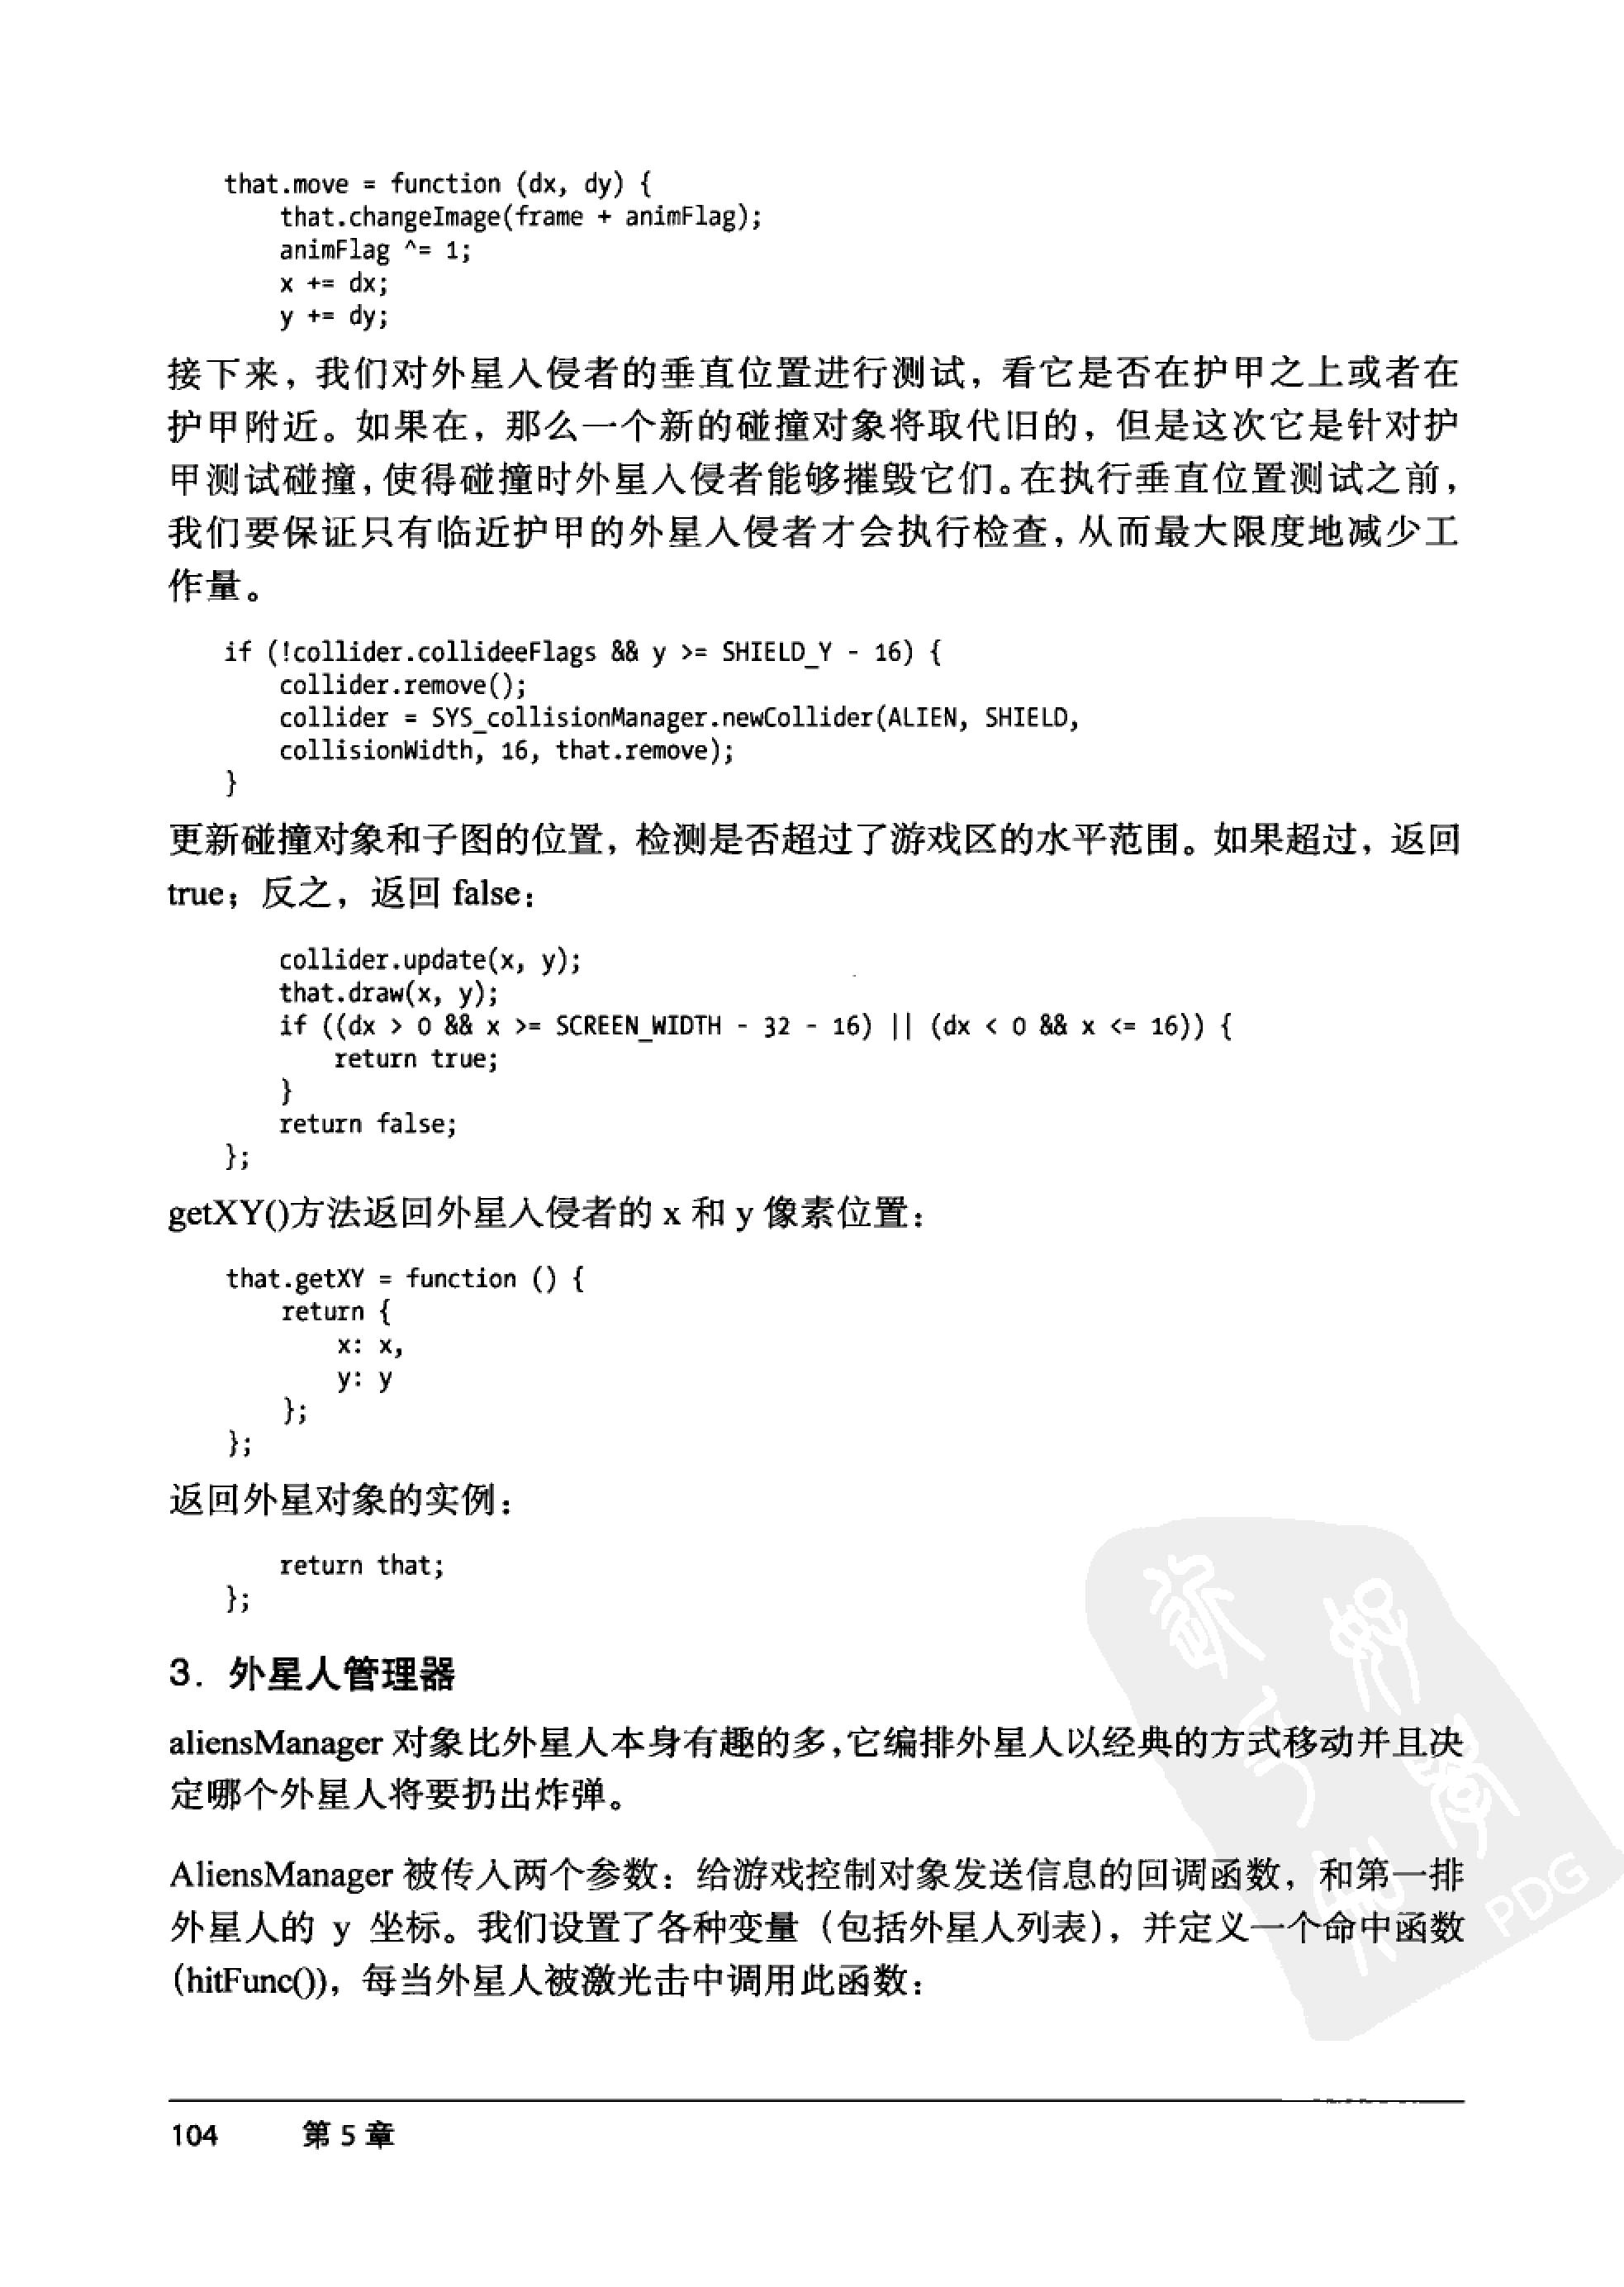 that.move = function (dx, dy) {
that.changeImage(frame + animFlag);
animFlag ^= 1;
x += dx;
y += dy;
接下来，我们对外星入侵者的垂直位置进行测试，看它是否在护甲之上或者在
护甲附近。如果在，那么一个新的碰撞对象将取代旧的，但是这次它是针对护
甲测试碰撞，使得碰撞时外星入侵者能够摧毁它们。在执行垂直位置测试之前，
我们要保证只有临近护甲的外星入侵者才会执行检查，从而最大限度地减少工
作量。
if (!collider.collideeFlags && y >= SHIELD_Y - 16) {
collider.remove();
collider = SYS_collisionManager.newCollider(ALIEN, SHIELD,
collisionWidth, 16, that.remove);
}
更新碰撞对象和子图的位置，检测是否超过了游戏区的水平范围。如果超过，返回
true；反之，返回 false：
collider.update(x, y);
that.draw(x, y);
if ((dx > 0 && x >= SCREEN_WIDTH - 32 - 16) || (dx < 0 && x <= 16)) {
return true;
}
return false;
};
getXY()方法返回外星入侵者的 x 和 y 像素位置：
that.getXY = function () {
return {
x: x,
y: y
};
};
返回外星对象的实例：
return that;
};
3. 外星人管理器
aliensManager 对象比外星人本身有趣的多，它编排外星人以经典的方式移动并且决
定哪个外星人将要扔出炸弹。
AliensManager 被传入两个参数：给游戏控制对象发送信息的回调函数，和第一排
外星人的 y 坐标。我们设置了各种变量（包括外星人列表），并定义一个命中函数
(hitFunc())，每当外星人被激光击中调用此函数：
PDG
104 第 5 章